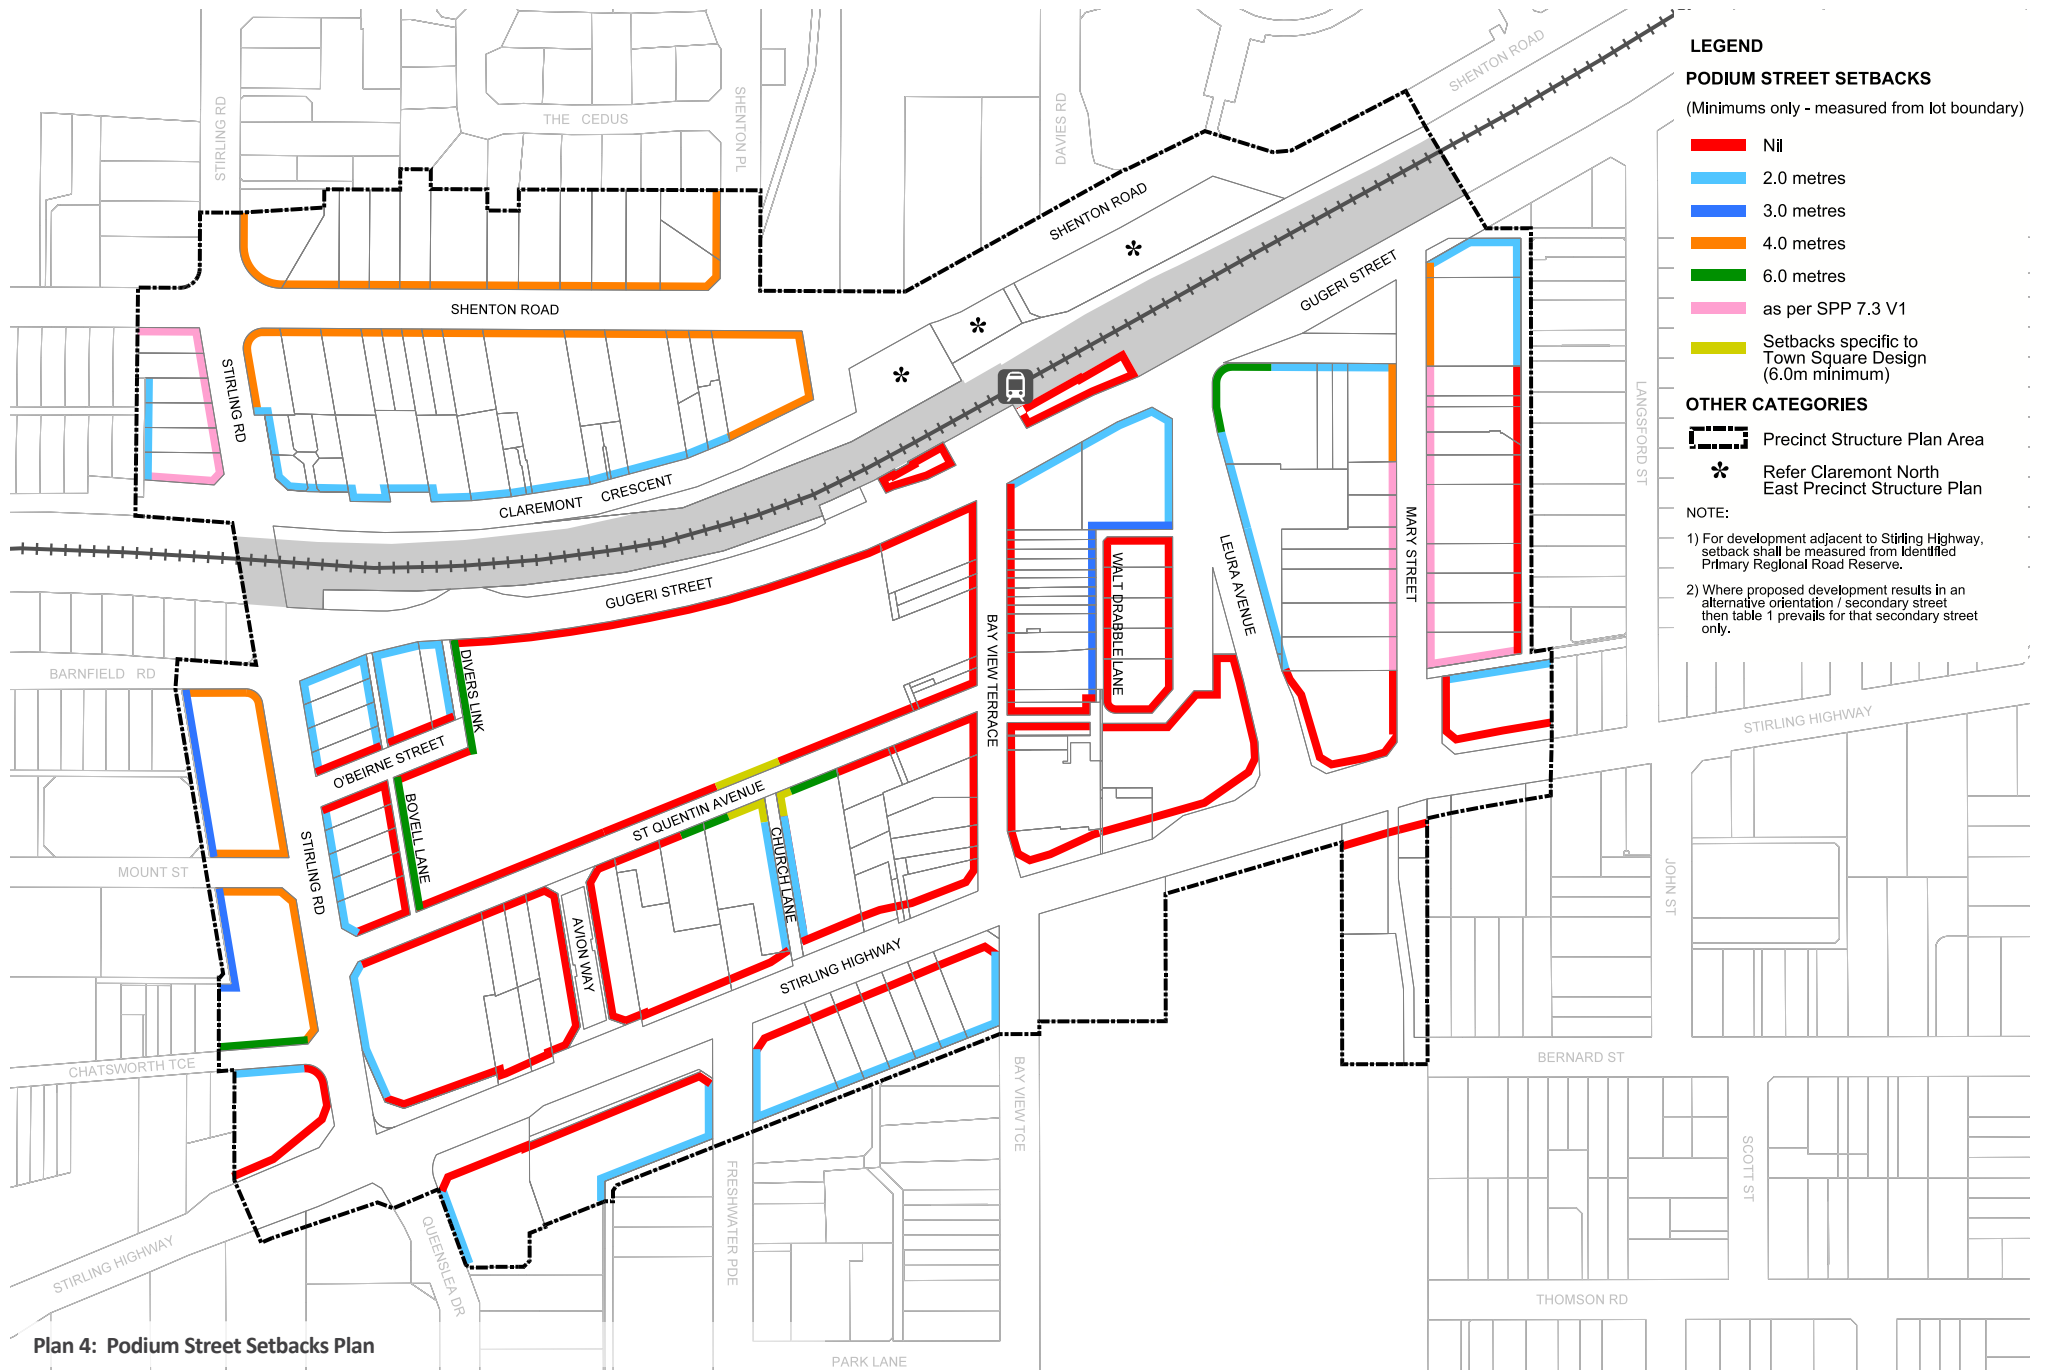 LEGEND
PODIUM STREET SETBACKS
(Minimums only - measured from lot boundary)
Nil
2.0 metres
3.0 metres
4.0 metres
6.0 metres
as per SPP 7.3 V1
Setbacks specific to
Town Square Design
(6.0m minimum)
OTHER CATEGORIES
Precinct Structure Plan Area
* Refer Claremont North
East Precinct Structure Plan
NOTE:
1) For development adjacent to Stirling Highway,
setback shall be measured from identified
Primary Regional Road Reserve.
2) Where proposed development results in an
alternative orientation / secondary street
then table 1 prevails for that secondary street
only.
STIRLING RD
THE CEDUS
SHENTON PL
DAVIES RD
SHENTON ROAD
SHENTON ROAD
*
*
*
SHENTON ROAD
STIRLING RD
CLAREMONT CRESCENT
GUGERI STREET
GUGERI STREET
LANGSFORD ST
MARY STREET
LEURA AVENUE
WALT DRABBLE LANE
BAY VIEW TERRACE
BARNFIELD RD
DIVERS LINK
O'BEIRNE STREET
BOVELL LANE
STIRLING RD
ST QUENTIN AVENUE
CHURCH LANE
AVION WAY
MOUNT ST
STIRLING HIGHWAY
STIRLING HIGHWAY
JOHN ST
CHATSWORTH TCE
BERNARD ST
BAY VIEW TCE
FRESHWATER PDE
QUEENSLEA DR
STIRLING HIGHWAY
SCOTT ST
THOMSON RD
PARK LANE
Plan 4: Podium Street Setbacks Plan